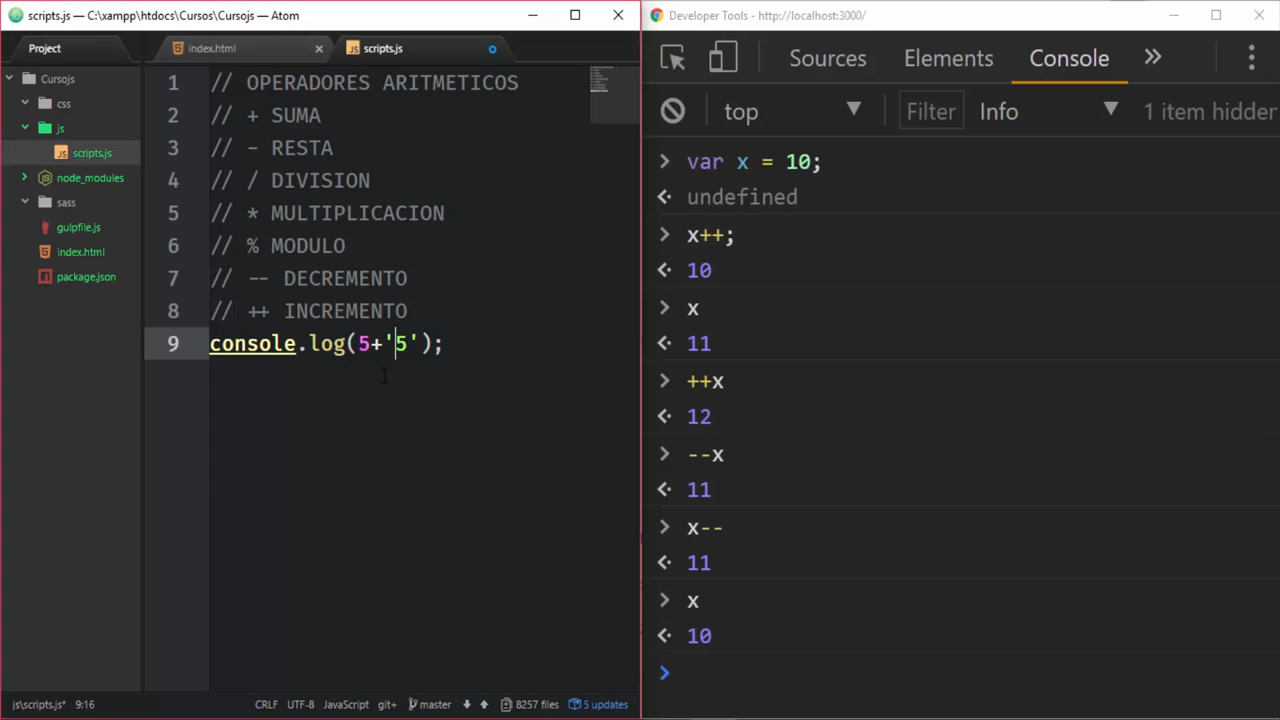 scripts.js — C:\xampp\htdocs\Cursos\Cursojs — Atom
Project
index.html
scripts.js
Cursojs
css
js
scripts.js
node_modules
sass
gulpfile.js
index.html
package.json
1 // OPERADORES ARITMETICOS
2 // + SUMA
3 // - RESTA
4 // / DIVISION
5 // * MULTIPLICACION
6 // % MODULO
7 // -- DECREMENTO
8 // ++ INCREMENTO
9 console.log(5+'5');
js\scripts.js* 9:16 CRLF UTF-8 JavaScript git+ master 8257 files 5 updates
Developer Tools - http://localhost:3000/
Sources Elements Console
top Filter Info 1 item hidden
var x = 10;
undefined
x++;
10
x
11
++x
12
--x
11
x--
11
x
10